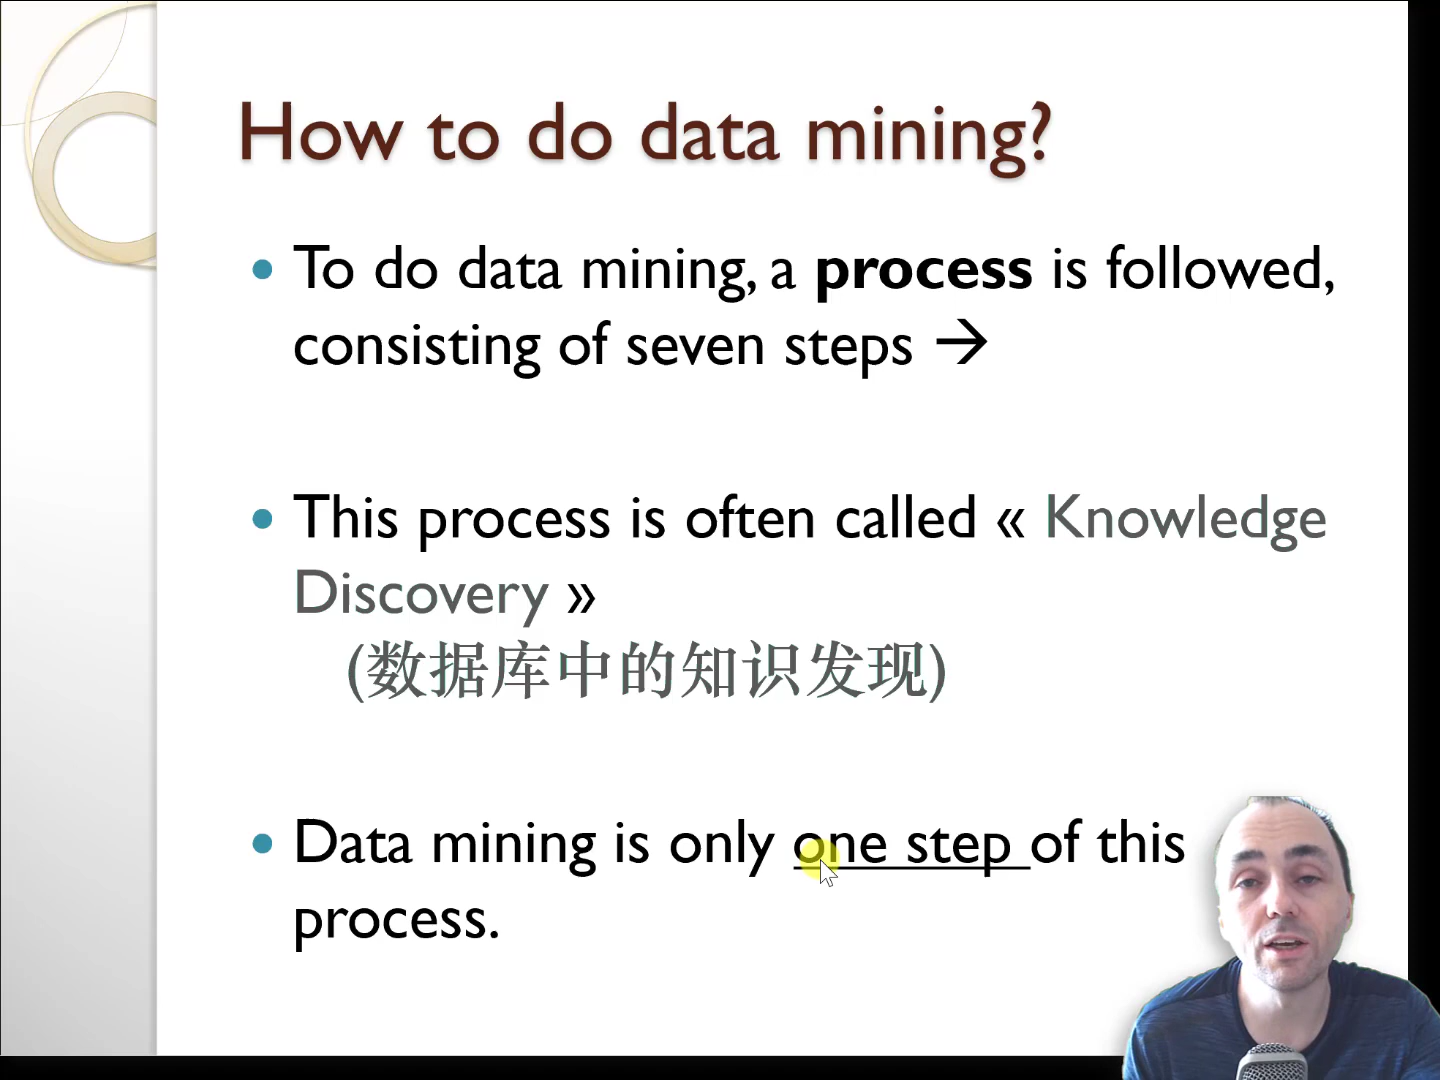 How to do data mining?
• To do data mining, a process is followed,
consisting of seven steps →
• This process is often called « Knowledge
Discovery »
(数据库中的知识发现)
• Data mining is only one step of this
process.